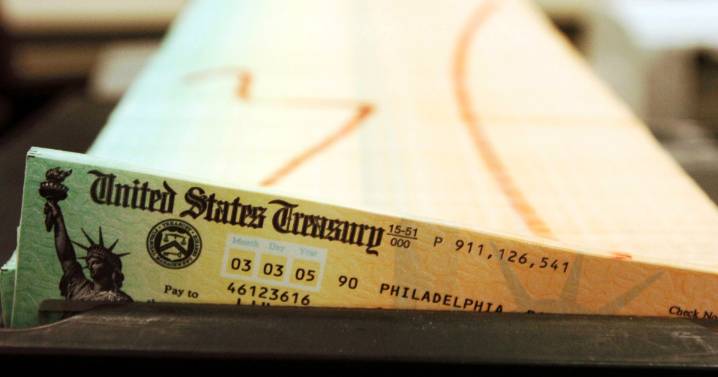 United States Treasury 15-51 000 P 911,126,541
Month Day Year
03 03 05 90 PHILADELPHIA,
Pay to 46123616
Check No